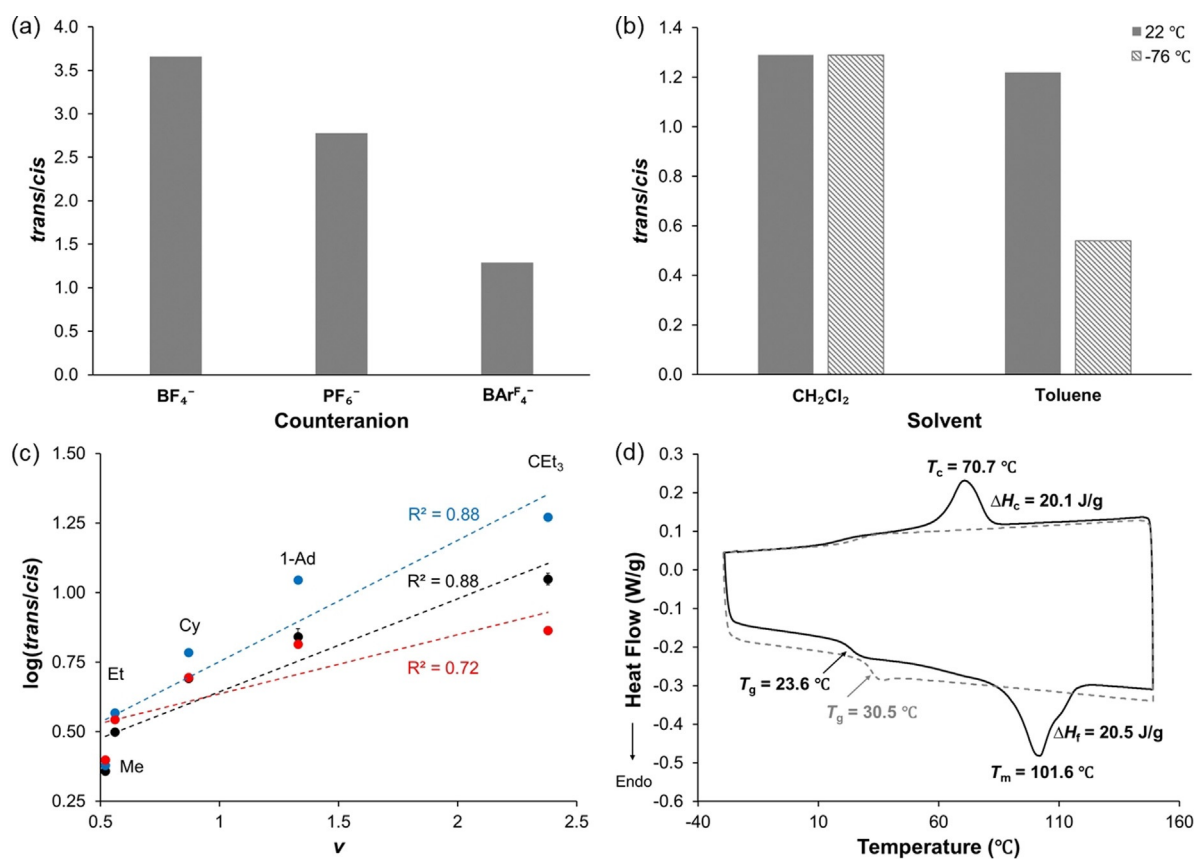 (a)
4.0
3.5
3.0
2.5
2.0
1.5
1.0
0.5
0.0
trans/cis
BF₄⁻
PF₆⁻
BArᶠ₄⁻
Counteranion
(b)
1.4
1.2
1.0
0.8
0.6
0.4
0.2
0.0
trans/cis
22 ℃
-76 ℃
CH₂Cl₂
Toluene
Solvent
(c)
1.50
1.25
1.00
0.75
0.50
0.25
log(trans/cis)
CEt₃
R² = 0.88
1-Ad
R² = 0.88
Cy
R² = 0.72
Et
Me
0.5
1
1.5
2
2.5
v
(d)
0.3
0.2
0.1
0.0
-0.1
-0.2
-0.3
-0.4
-0.5
-0.6
Heat Flow (W/g)
Endo
Tc = 70.7 ℃
ΔHc = 20.1 J/g
Tg = 23.6 ℃
Tg = 30.5 ℃
ΔHf = 20.5 J/g
Tm = 101.6 ℃
-40
10
60
110
160
Temperature (℃)